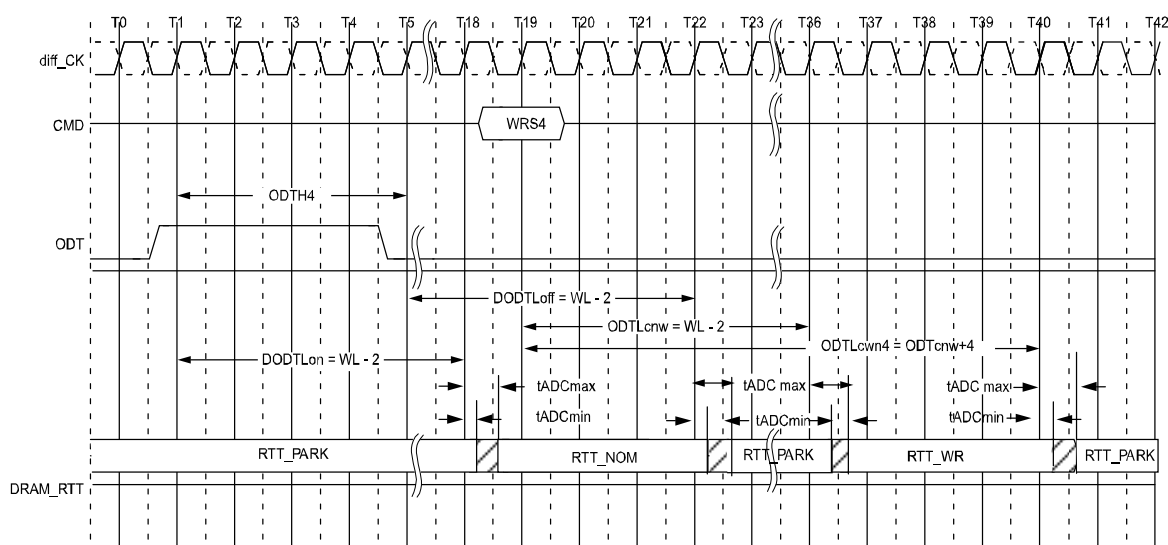 T0 T1 T2 T3 T4 T5 T18 T19 T20 T21 T22 T23 T36 T37 T38 T39 T40 T41 T42
diff_CK
CMD
WRS4
ODTH4
ODT
DODTLoff = WL - 2
ODTLcnw = WL - 2
ODTLcwn4 = ODTcnw+4
DODTLon = WL - 2
tADCmax tADC max tADC max
tADCmin tADCmin tADCmin
RTT_PARK RTT_NOM RTT_PARK RTT_WR RTT_PARK
DRAM_RTT